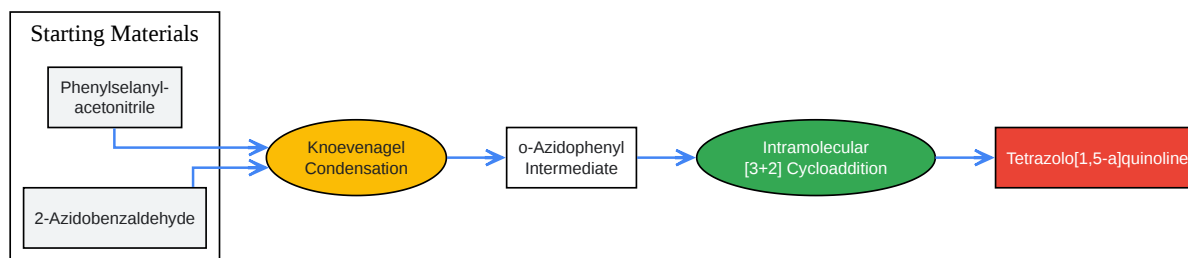 Starting Materials
Phenylselanyl-
acetonitrile
2-Azidobenzaldehyde
Knoevenagel
Condensation
o-Azidophenyl
Intermediate
Intramolecular
[3+2] Cycloaddition
Tetrazolo[1,5-a]quinoline